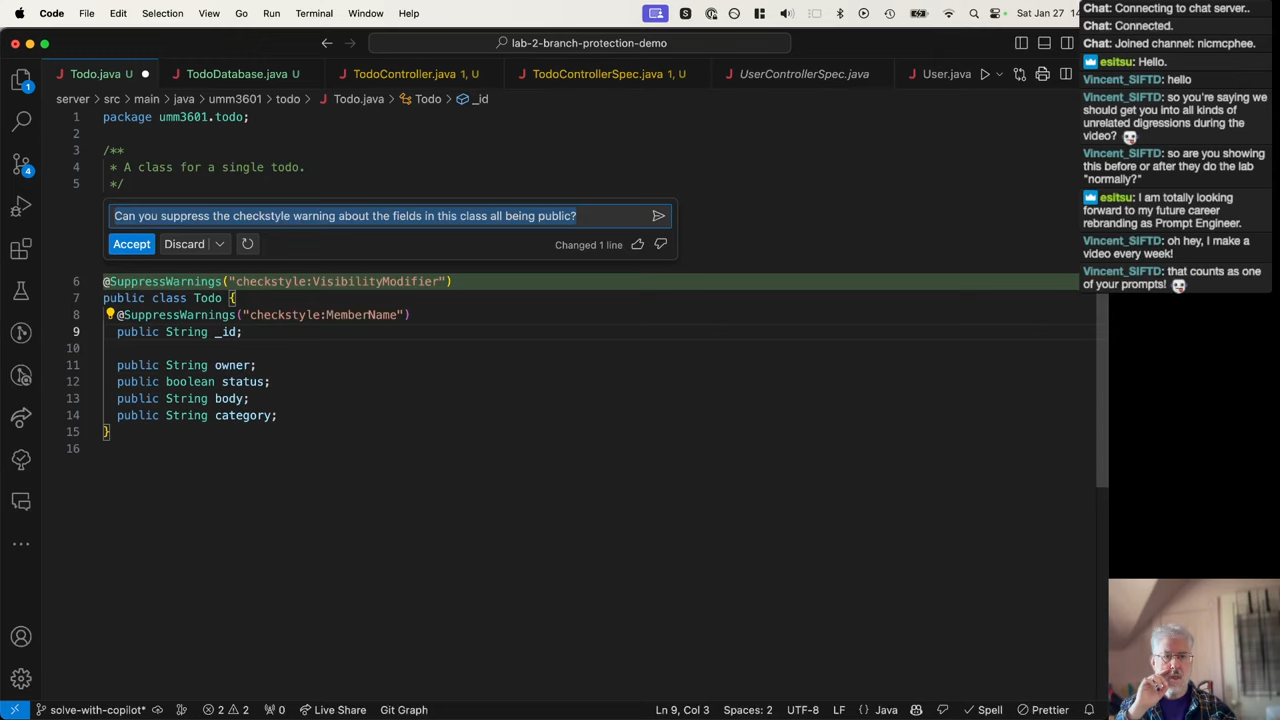 Code File Edit Selection View Go Run Terminal Window Help
Sat Jan 27
lab-2-branch-protection-demo
Todo.java
TodoDatabase.java
TodoController.java 1, U
TodoControllerSpec.java 1, U
UserControllerSpec.java
User.java
server > src > main > java > umm3601 > todo > Todo.java > Todo > _id
1 package umm3601.todo;
2
3 /**
4 * A class for a single todo.
5 */
Can you suppress the checkstyle warning about the fields in this class all being public?
Accept Discard Changed 1 line
6 @SuppressWarnings("checkstyle:VisibilityModifier")
7 public class Todo {
8 @SuppressWarnings("checkstyle:MemberName")
9 public String _id;
10
11 public String owner;
12 public boolean status;
13 public String body;
14 public String category;
15 }
16
1
4
solve-with-copilot* 2 2 0 Live Share Git Graph
Ln 9, Col 3 Spaces: 2 UTF-8 LF {} Java Spell Prettier
Chat: Connecting to chat server..
Chat: Connected.
Chat: Joined channel: nicmcphee.
esitsu: Hello.
Vincent_SIFTD: hello
Vincent_SIFTD: so you're saying we
should get you into all kinds of
unrelated digressions during the
video?
Vincent_SIFTD: so are you showing
this before or after they do the lab
"normally?"
esitsu: I am totally looking
forward to my future career
rebranding as Prompt Engineer.
Vincent_SIFTD: oh hey, I make a
video every week!
Vincent_SIFTD: that counts as one
of your prompts!